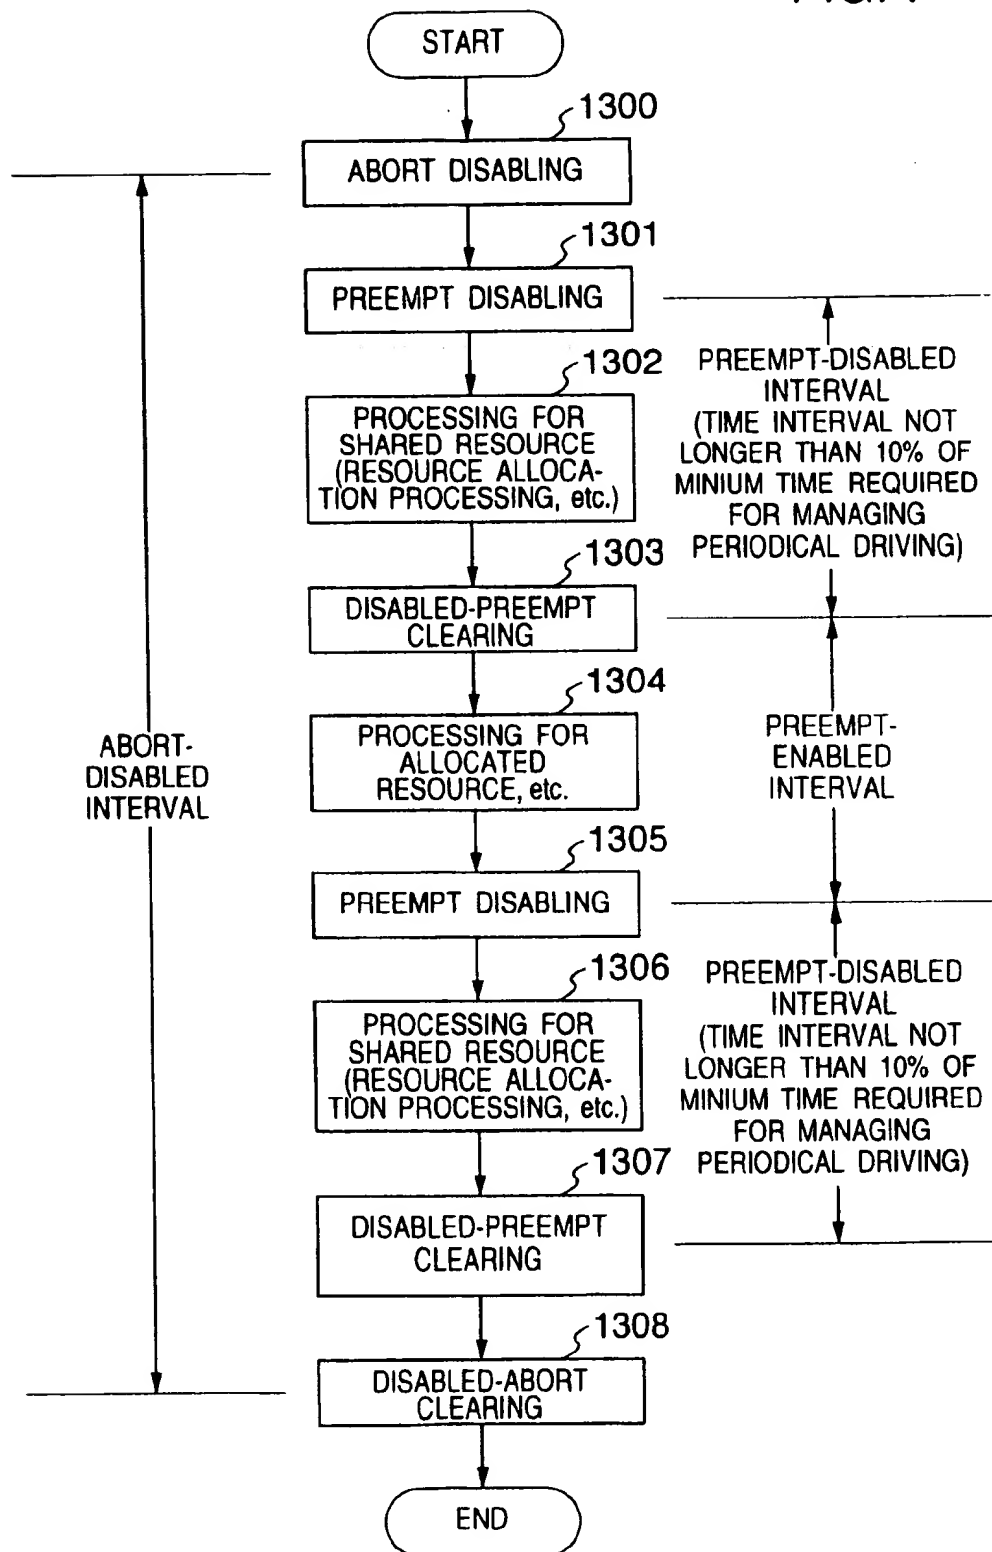 START
1300
ABORT DISABLING
1301
PREEMPT DISABLING
1302
PROCESSING FOR
SHARED RESOURCE
(RESOURCE ALLOCA-
TION PROCESSING, etc.)
1303
DISABLED-PREEMPT
CLEARING
1304
PROCESSING FOR
ALLOCATED
RESOURCE, etc.
1305
PREEMPT DISABLING
1306
PROCESSING FOR
SHARED RESOURCE
(RESOURCE ALLOCA-
TION PROCESSING, etc.)
1307
DISABLED-PREEMPT
CLEARING
1308
DISABLED-ABORT
CLEARING
END
ABORT-
DISABLED
INTERVAL
PREEMPT-DISABLED
INTERVAL
(TIME INTERVAL NOT
LONGER THAN 10% OF
MINIUM TIME REQUIRED
FOR MANAGING
PERIODICAL DRIVING)
PREEMPT-
ENABLED
INTERVAL
PREEMPT-DISABLED
INTERVAL
(TIME INTERVAL NOT
LONGER THAN 10% OF
MINIUM TIME REQUIRED
FOR MANAGING
PERIODICAL DRIVING)